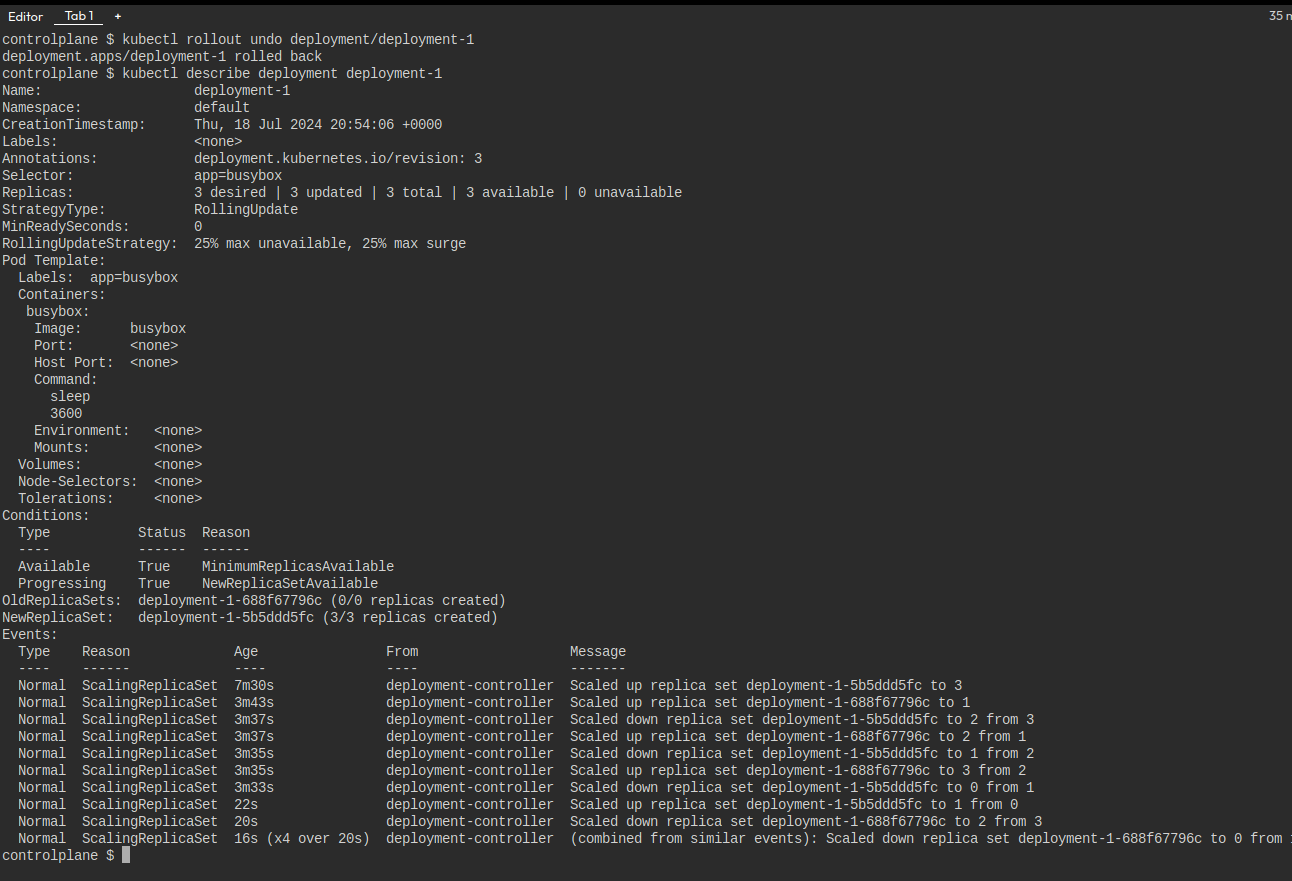 Editor Tab 1 + 35
controlplane $ kubectl rollout undo deployment/deployment-1
deployment.apps/deployment-1 rolled back
controlplane $ kubectl describe deployment deployment-1
Name:                   deployment-1
Namespace:              default
CreationTimestamp:      Thu, 18 Jul 2024 20:54:06 +0000
Labels:                 <none>
Annotations:            deployment.kubernetes.io/revision: 3
Selector:               app=busybox
Replicas:               3 desired | 3 updated | 3 total | 3 available | 0 unavailable
StrategyType:           RollingUpdate
MinReadySeconds:        0
RollingUpdateStrategy:  25% max unavailable, 25% max surge
Pod Template:
  Labels:  app=busybox
  Containers:
   busybox:
    Image:      busybox
    Port:       <none>
    Host Port:  <none>
    Command:
      sleep
      3600
    Environment:   <none>
    Mounts:        <none>
  Volumes:         <none>
  Node-Selectors:  <none>
  Tolerations:     <none>
Conditions:
  Type           Status  Reason
  ----           ------  ------
  Available      True    MinimumReplicasAvailable
  Progressing    True    NewReplicaSetAvailable
OldReplicaSets:  deployment-1-688f67796c (0/0 replicas created)
NewReplicaSet:   deployment-1-5b5ddd5fc (3/3 replicas created)
Events:
  Type    Reason             Age                From                   Message
  ----    ------             ----               ----                   -------
  Normal  ScalingReplicaSet  7m30s              deployment-controller  Scaled up replica set deployment-1-5b5ddd5fc to 3
  Normal  ScalingReplicaSet  3m43s              deployment-controller  Scaled up replica set deployment-1-688f67796c to 1
  Normal  ScalingReplicaSet  3m37s              deployment-controller  Scaled down replica set deployment-1-5b5ddd5fc to 2 from 3
  Normal  ScalingReplicaSet  3m37s              deployment-controller  Scaled up replica set deployment-1-688f67796c to 2 from 1
  Normal  ScalingReplicaSet  3m35s              deployment-controller  Scaled down replica set deployment-1-5b5ddd5fc to 1 from 2
  Normal  ScalingReplicaSet  3m35s              deployment-controller  Scaled up replica set deployment-1-688f67796c to 3 from 2
  Normal  ScalingReplicaSet  3m33s              deployment-controller  Scaled down replica set deployment-1-5b5ddd5fc to 0 from 1
  Normal  ScalingReplicaSet  22s                deployment-controller  Scaled up replica set deployment-1-5b5ddd5fc to 1 from 0
  Normal  ScalingReplicaSet  20s                deployment-controller  Scaled down replica set deployment-1-688f67796c to 2 from 3
  Normal  ScalingReplicaSet  16s (x4 over 20s)  deployment-controller  (combined from similar events): Scaled down replica set deployment-1-688f67796c to 0 from
controlplane $